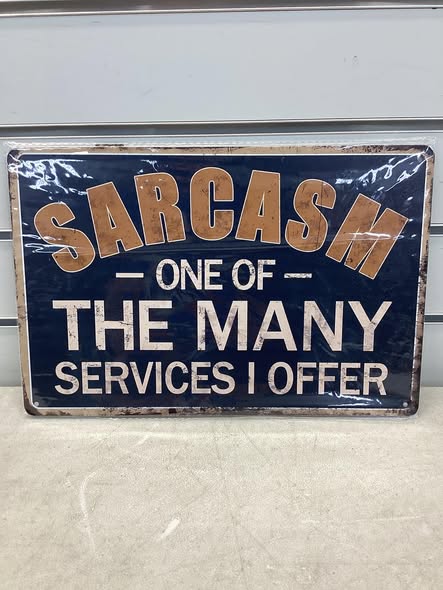 SARCASM
— ONE OF —
THE MANY
SERVICES I OFFER